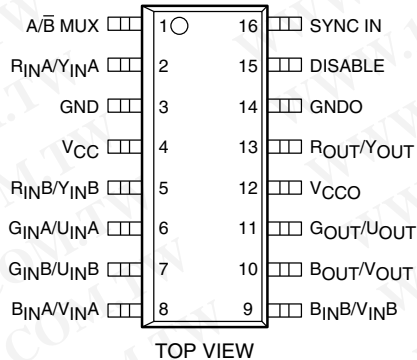 A/B̅ MUX 1 16 SYNC IN
RINA/YINA 2 15 DISABLE
GND 3 14 GNDO
VCC 4 13 ROUT/YOUT
RINB/YINB 5 12 VCCO
GINA/UINA 6 11 GOUT/UOUT
GINB/UINB 7 10 BOUT/VOUT
BINA/VINA 8 9 BINB/VINB
TOP VIEW